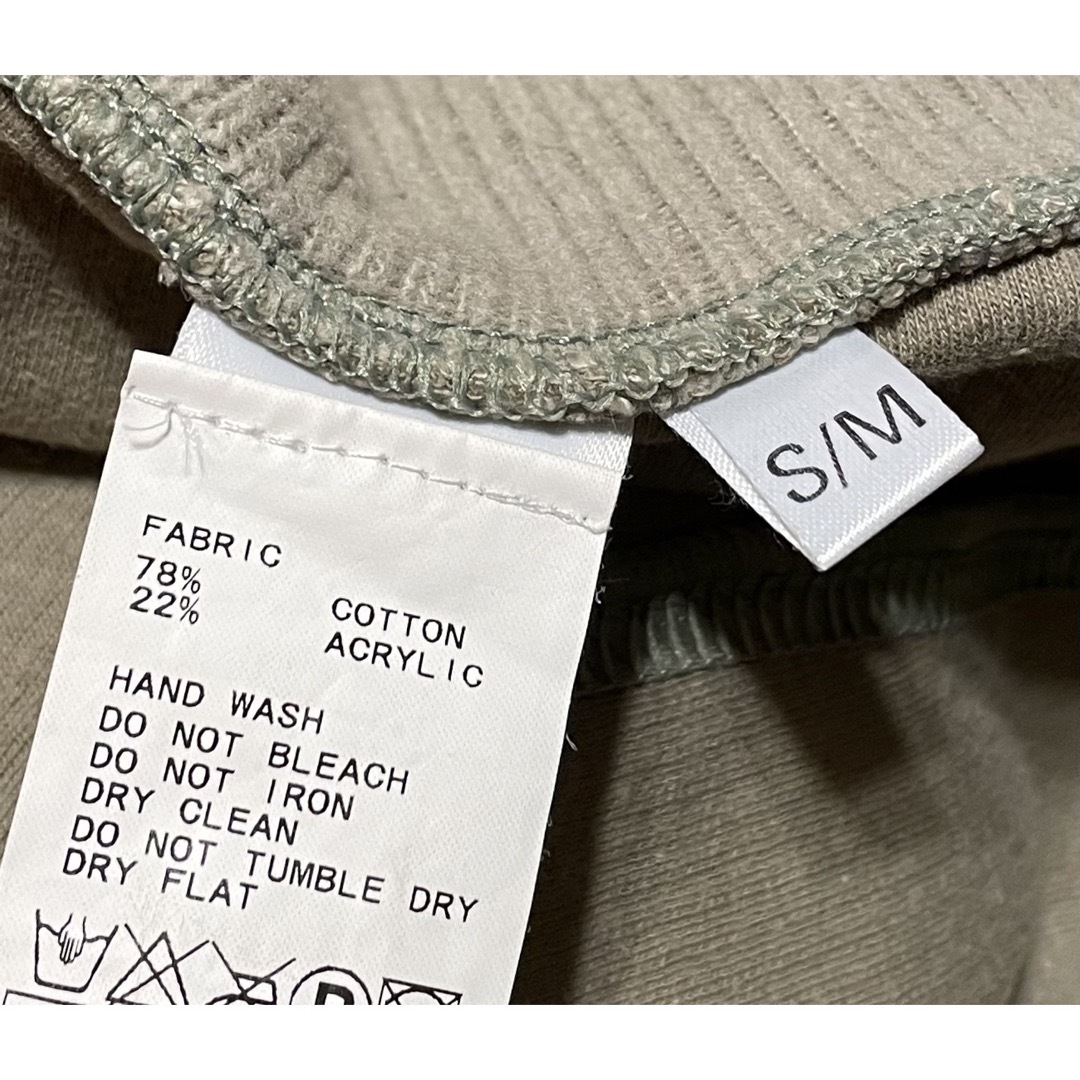 S/M
FABRIC
78% COTTON
22% ACRYLIC
HAND WASH
DO NOT BLEACH
DO NOT IRON
DRY CLEAN
DO NOT TUMBLE DRY
DRY FLAT
P